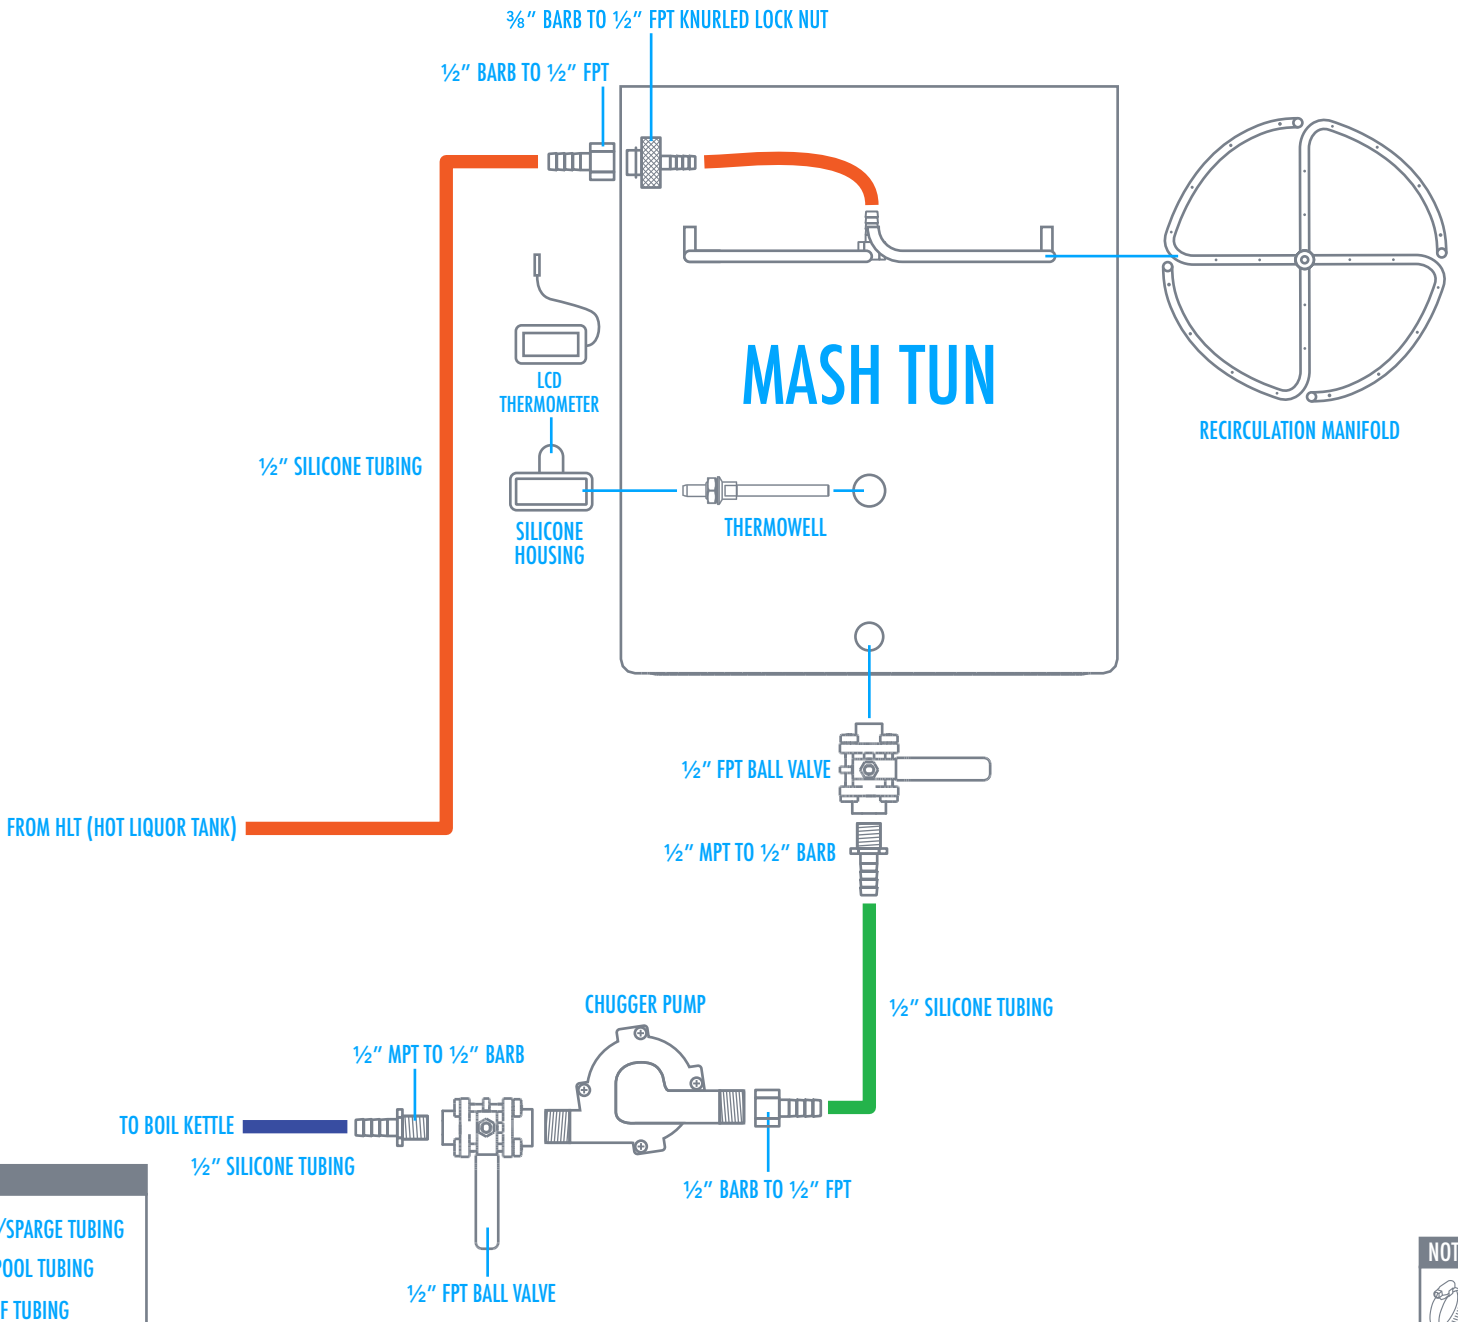 ⅜″ BARB TO ½″ FPT KNURLED LOCK NUT
½″ BARB TO ½″ FPT
MASH TUN
LCD
THERMOMETER
RECIRCULATION MANIFOLD
½″ SILICONE TUBING
SILICONE
HOUSING
THERMOWELL
½″ FPT BALL VALVE
FROM HLT (HOT LIQUOR TANK)
½″ MPT TO ½″ BARB
CHUGGER PUMP
½″ SILICONE TUBING
½″ MPT TO ½″ BARB
TO BOIL KETTLE
½″ SILICONE TUBING
½″ BARB TO ½″ FPT
½″ FPT BALL VALVE
/SPARGE TUBING
TUBING
TUBING